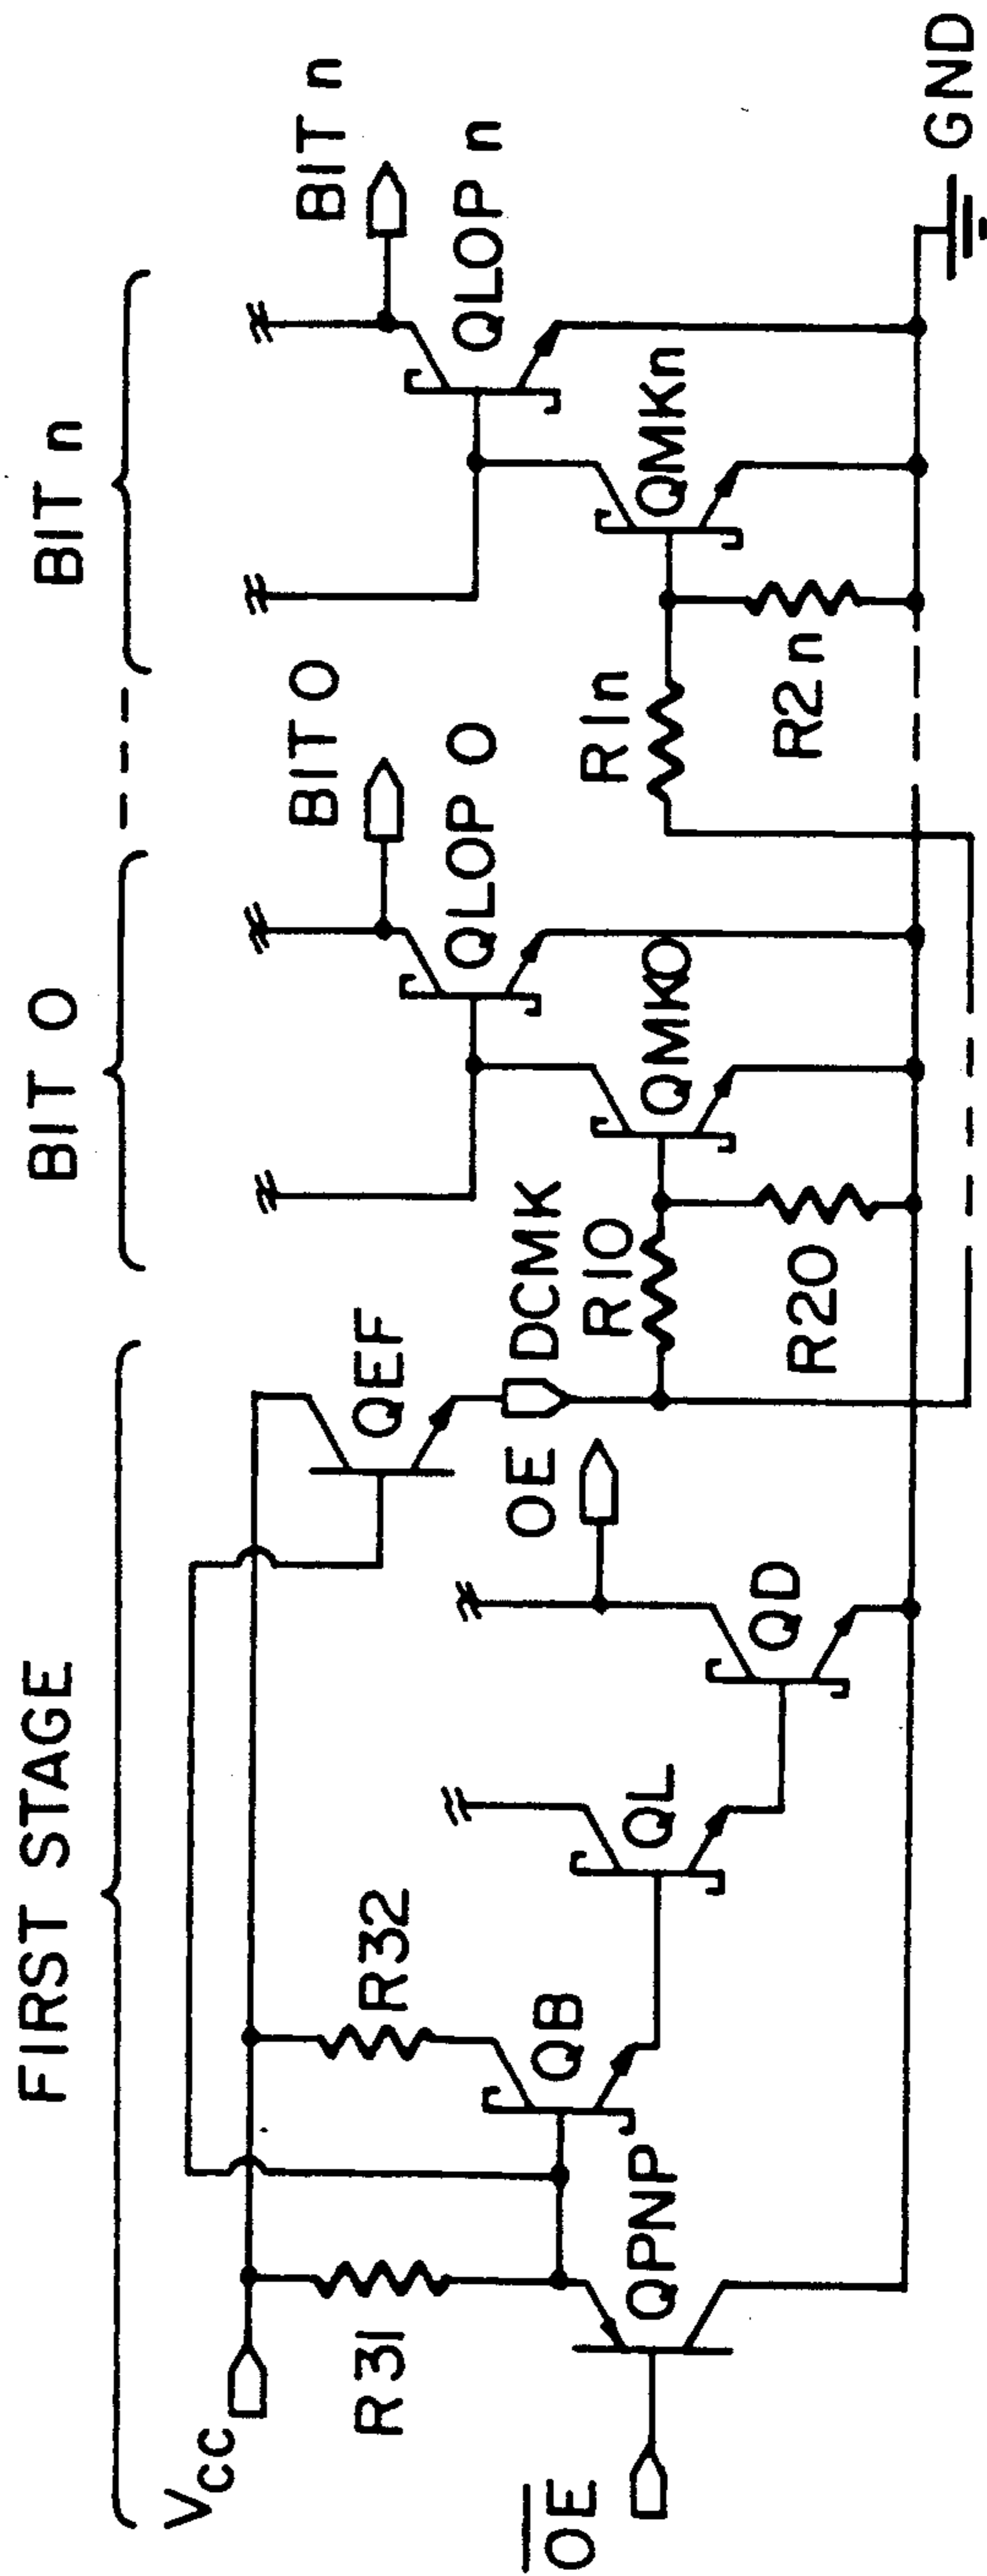 FIRST STAGE
BIT 0
BIT n
VCC
R31
R32
QEF
BIT 0
BIT n
QB
QL
OE
DCMK
QLOP 0
QLOP n
QPNP
QD
R10
QMK0
R1n
QMKn
R20
R2n
O̅E̅
GND